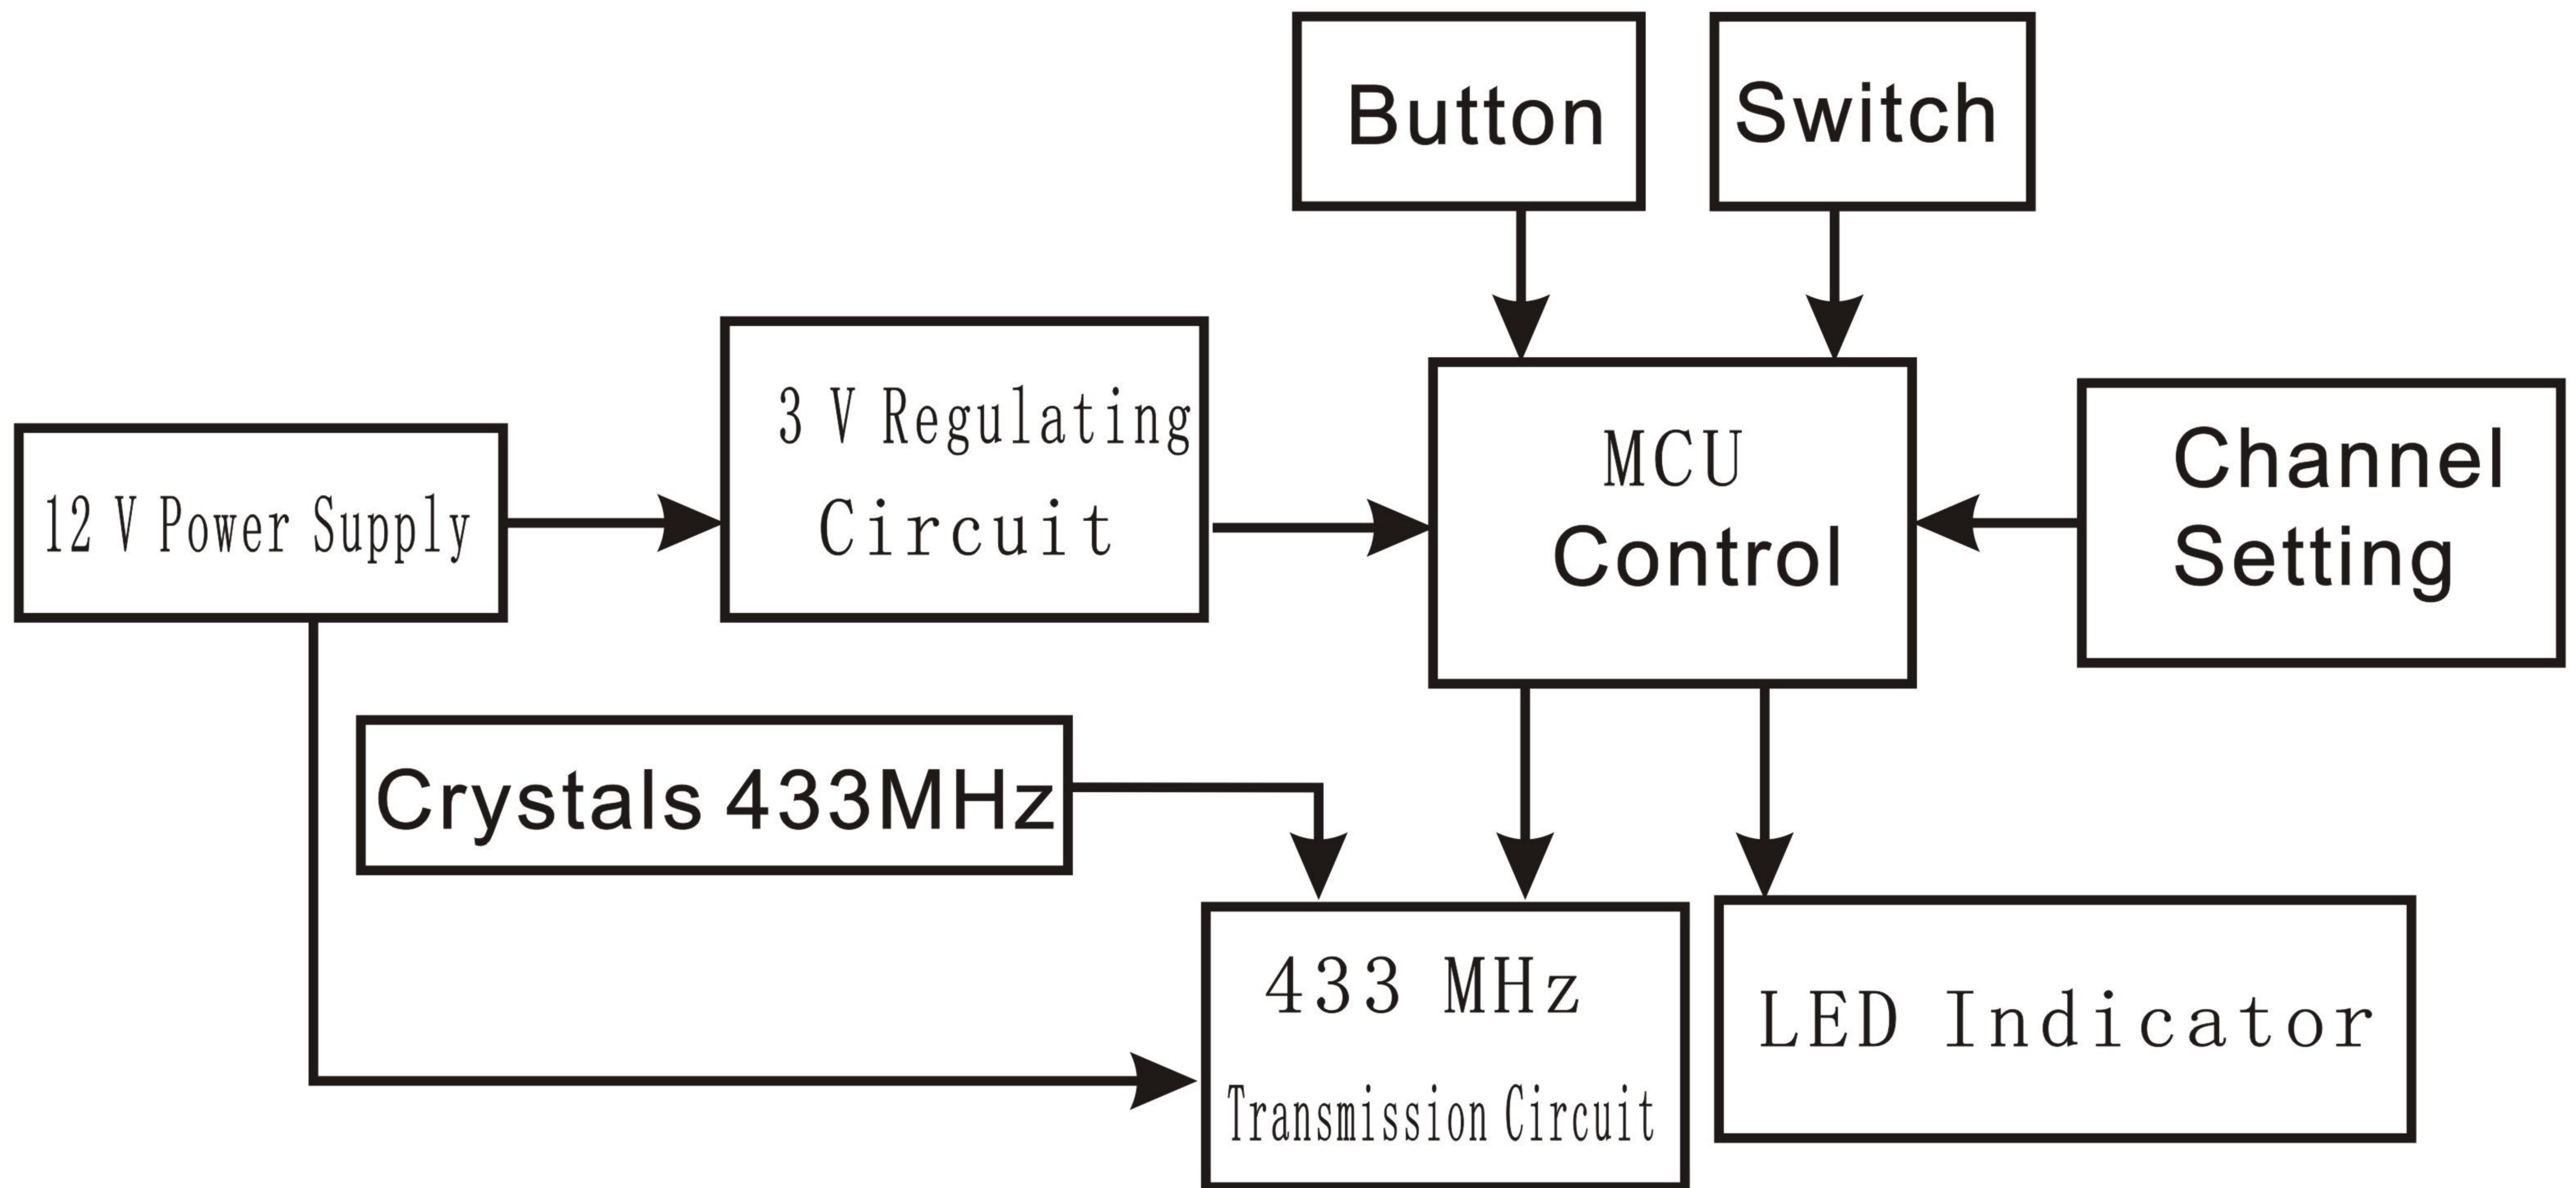 Button
Switch
3 V Regulating
Circuit
12 V Power Supply
MCU
Control
Channel
Setting
Crystals 433MHz
433 MHz
Transmission Circuit
LED Indicator